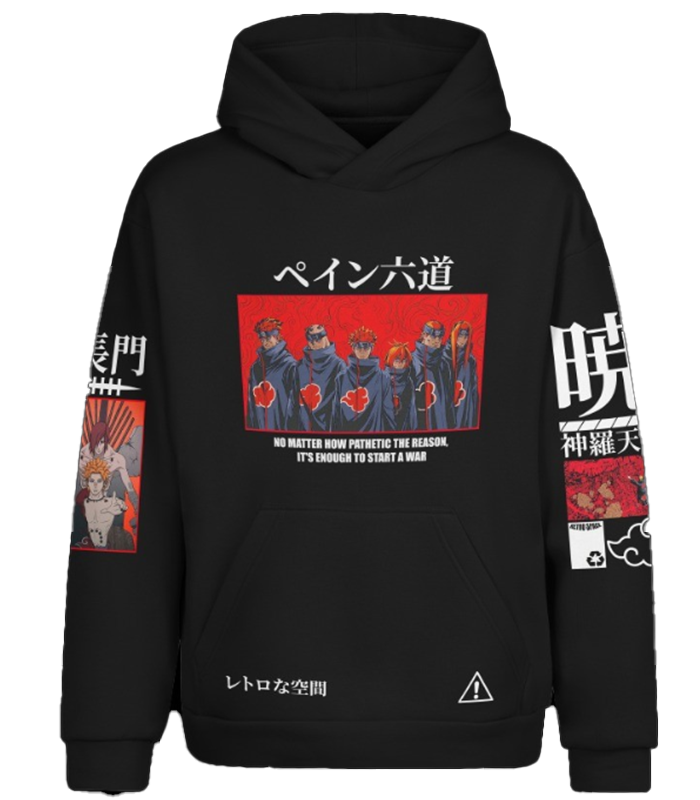 ペイン六道
NO MATTER HOW PATHETIC THE REASON,
IT'S ENOUGH TO START A WAR
長門
暁
神羅天
レトロな空間